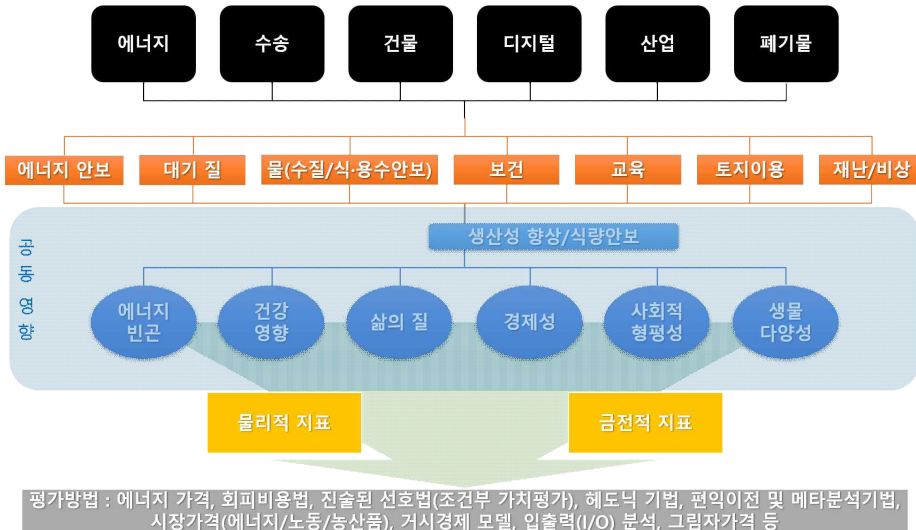 에너지
수송
건물
디지털
산업
폐기물
에너지 안보
대기 질
물(수질/식·용수안보)
보건
교육
토지이용
재난/비상
공동영향
생산성 향상/식량안보
에너지
빈곤
건강
영향
삶의 질
경제성
사회적
형평성
생물
다양성
물리적 지표
금전적 지표
평가방법 : 에너지 가격, 회피비용법, 진술된 선호법(조건부 가치평가), 헤도닉 기법, 편익이전 및 메타분석기법,
시장가격(에너지/노동/농산품), 거시경제 모델, 입출력(I/O) 분석, 그림자가격 등